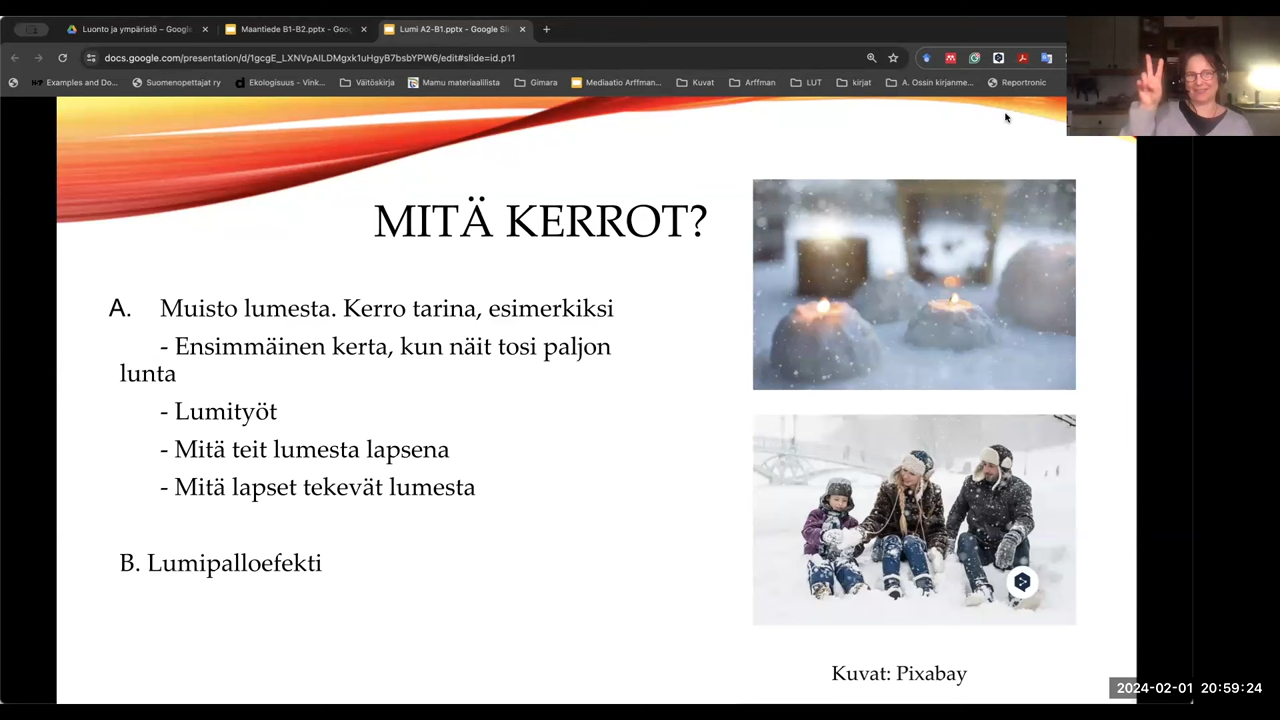 Luonto ja ympäristö – Google
Maantiede B1-B2.pptx - Goog
Lumi A2-B1.pptx - Google Sl
docs.google.com/presentation/d/1gcgE_LXNVpAILDMgxk1uHgyB7bsbYPW6/edit#slide=id.p11
Examples and Do...
Suomenopettajat ry
Ekologisuus - Vink...
Väitöskirja
Mamu materiaalilista
Gimara
Mediaatio Arffman...
Kuvat
Arffman
LUT
kirjat
A. Ossin kirjanme...
Reportronic
MITÄ KERROT?
A. Muisto lumesta. Kerro tarina, esimerkiksi
- Ensimmäinen kerta, kun näit tosi paljon
lunta
- Lumityöt
- Mitä teit lumesta lapsena
- Mitä lapset tekevät lumesta
B. Lumipalloefekti
Kuvat: Pixabay
2024-02-01 20:59:24